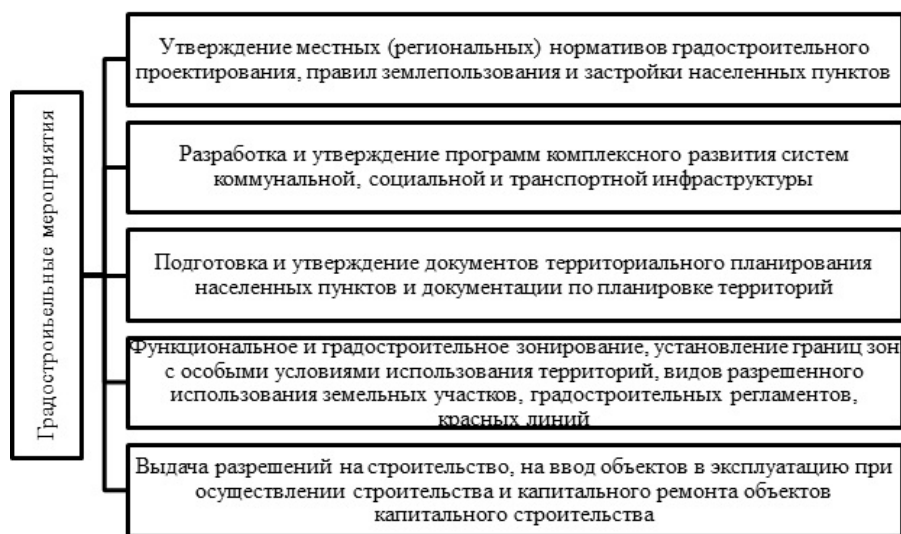 Градостроиьельные мероприятия
Утверждение местных (региональных) нормативов градостроительного
проектирования, правил землепользования и застройки населенных пунктов
Разработка и утверждение программ комплексного развития систем
коммунальной, социальной и транспортной инфраструктуры
Подготовка и утверждение документов территориального планирования
населенных пунктов и документации по планировке территорий
Функциональное и градостроительное зонирование, установление границ зон
с особыми условиями использования территорий, видов разрешенного
использования земельных участков, градостроительных регламентов,
красных линий
Выдача разрешений на строительство, на ввод объектов в эксплуатацию при
осуществлении строительства и капитального ремонта объектов
капитального строительства